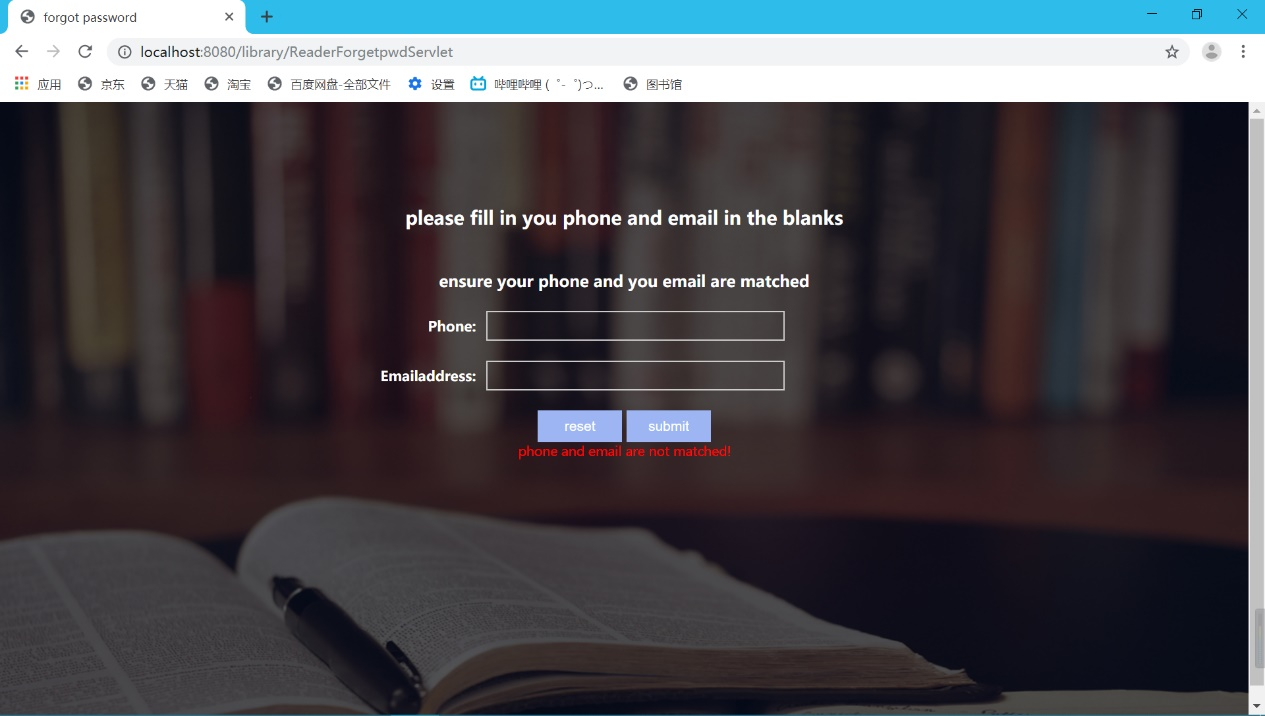 forgot password
localhost:8080/library/ReaderForgetpwdServlet
应用 京东 天猫 淘宝 百度网盘-全部文件 设置 哔哩哔哩 ( ゜- ゜)つ... 图书馆
please fill in you phone and email in the blanks
ensure your phone and you email are matched
Phone:
Emailaddress:
reset submit
phone and email are not matched!